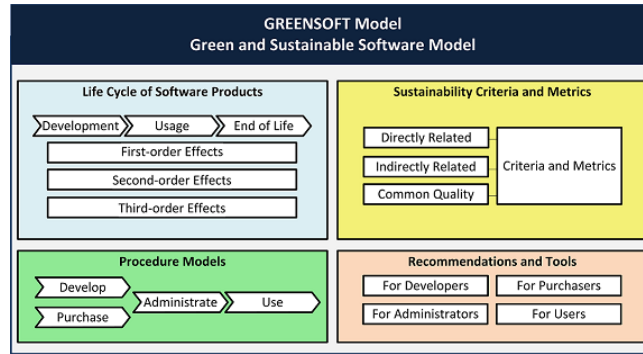 GREENSOFT Model
Green and Sustainable Software Model
Life Cycle of Software Products
Development Usage End of Life
First-order Effects
Second-order Effects
Third-order Effects
Sustainability Criteria and Metrics
Directly Related
Indirectly Related
Common Quality
Criteria and Metrics
Procedure Models
Develop
Purchase
Administrate Use
Recommendations and Tools
For Developers For Purchasers
For Administrators For Users